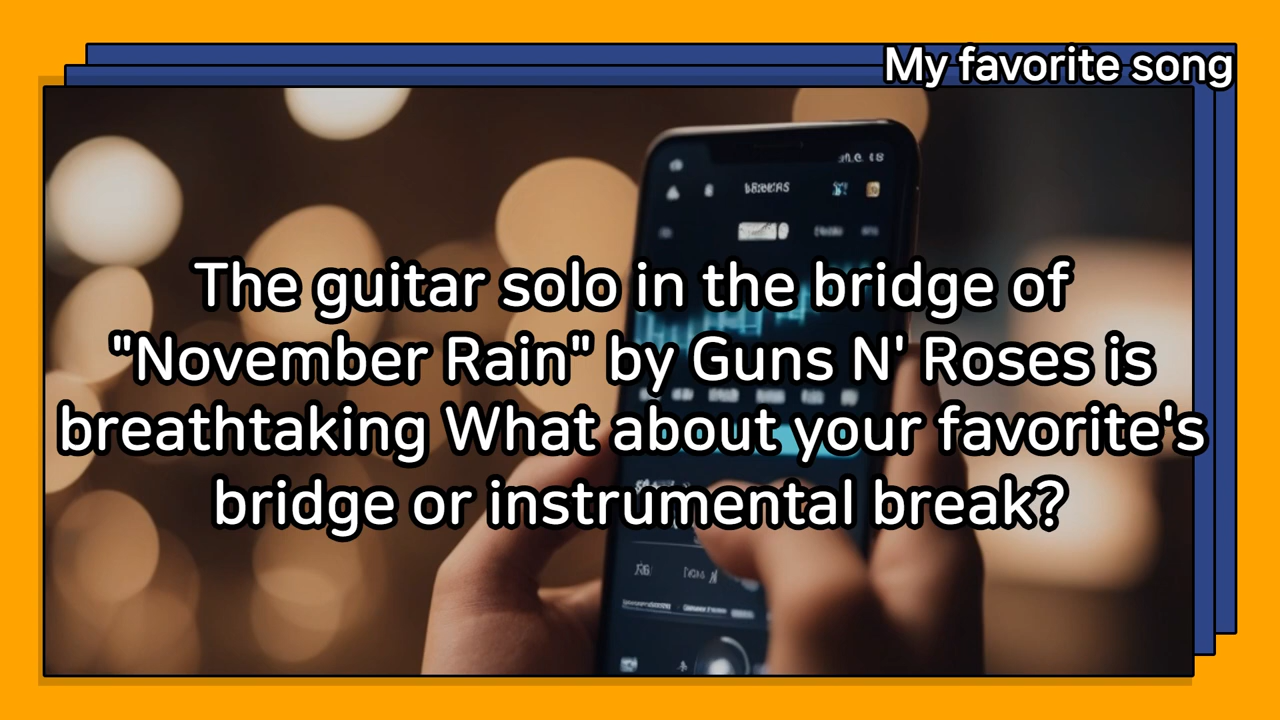 My favorite song
The guitar solo in the bridge of
"November Rain" by Guns N' Roses is
breathtaking What about your favorite's
bridge or instrumental break?